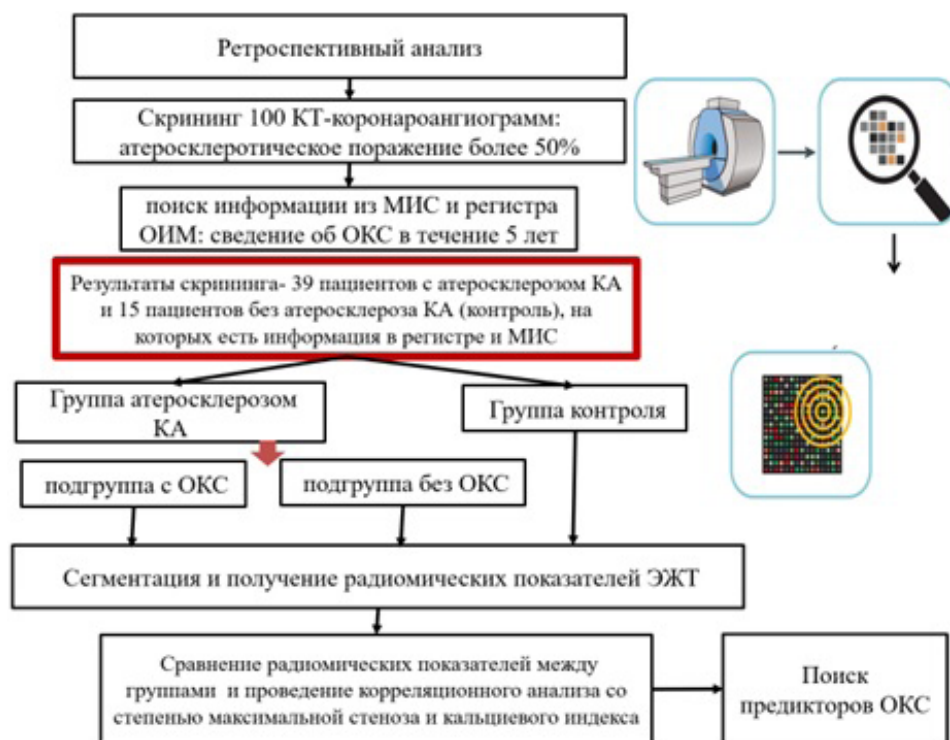 Ретроспективный анализ
Скрининг 100 КТ-коронароангиограмм:
атеросклеротическое поражение более 50%
поиск информации из МИС и регистра
ОИМ: сведение об ОКС в течение 5 лет
Результаты скрининга- 39 пациентов с атеросклерозом КА
и 15 пациентов без атеросклероза КА (контроль), на
которых есть информация в регистре и МИС
Группа атеросклерозом
КА
Группа контроля
подгруппа с ОКС
подгруппа без ОКС
Сегментация и получение радиомических показателей ЭЖТ
Сравнение радиомических показателей между
группами и проведение корреляционного анализа со
степенью максимальной стеноза и кальциевого индекса
Поиск
предикторов ОКС